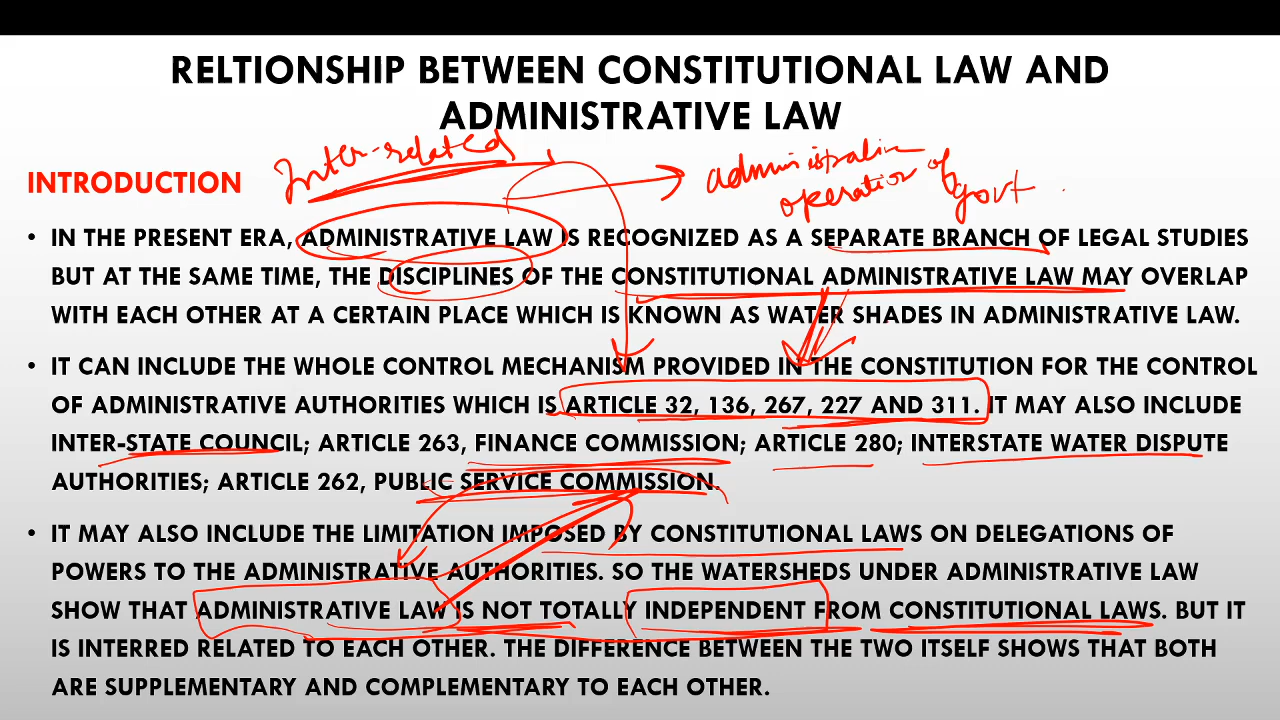 RELTIONSHIP BETWEEN CONSTITUTIONAL LAW AND
ADMINISTRATIVE LAW
Inter-related
administration
operation of
govt
INTRODUCTION
• IN THE PRESENT ERA, ADMINISTRATIVE LAW IS RECOGNIZED AS A SEPARATE BRANCH OF LEGAL STUDIES
BUT AT THE SAME TIME, THE DISCIPLINES OF THE CONSTITUTIONAL ADMINISTRATIVE LAW MAY OVERLAP
WITH EACH OTHER AT A CERTAIN PLACE WHICH IS KNOWN AS WATER SHADES IN ADMINISTRATIVE LAW.
• IT CAN INCLUDE THE WHOLE CONTROL MECHANISM PROVIDED IN THE CONSTITUTION FOR THE CONTROL
OF ADMINISTRATIVE AUTHORITIES WHICH IS ARTICLE 32, 136, 267, 227 AND 311. IT MAY ALSO INCLUDE
INTER-STATE COUNCIL; ARTICLE 263, FINANCE COMMISSION; ARTICLE 280; INTERSTATE WATER DISPUTE
AUTHORITIES; ARTICLE 262, PUBLIC SERVICE COMMISSION.
• IT MAY ALSO INCLUDE THE LIMITATION IMPOSED BY CONSTITUTIONAL LAWS ON DELEGATIONS OF
POWERS TO THE ADMINISTRATIVE AUTHORITIES. SO THE WATERSHEDS UNDER ADMINISTRATIVE LAW
SHOW THAT ADMINISTRATIVE LAW IS NOT TOTALLY INDEPENDENT FROM CONSTITUTIONAL LAWS. BUT IT
IS INTERRED RELATED TO EACH OTHER. THE DIFFERENCE BETWEEN THE TWO ITSELF SHOWS THAT BOTH
ARE SUPPLEMENTARY AND COMPLEMENTARY TO EACH OTHER.